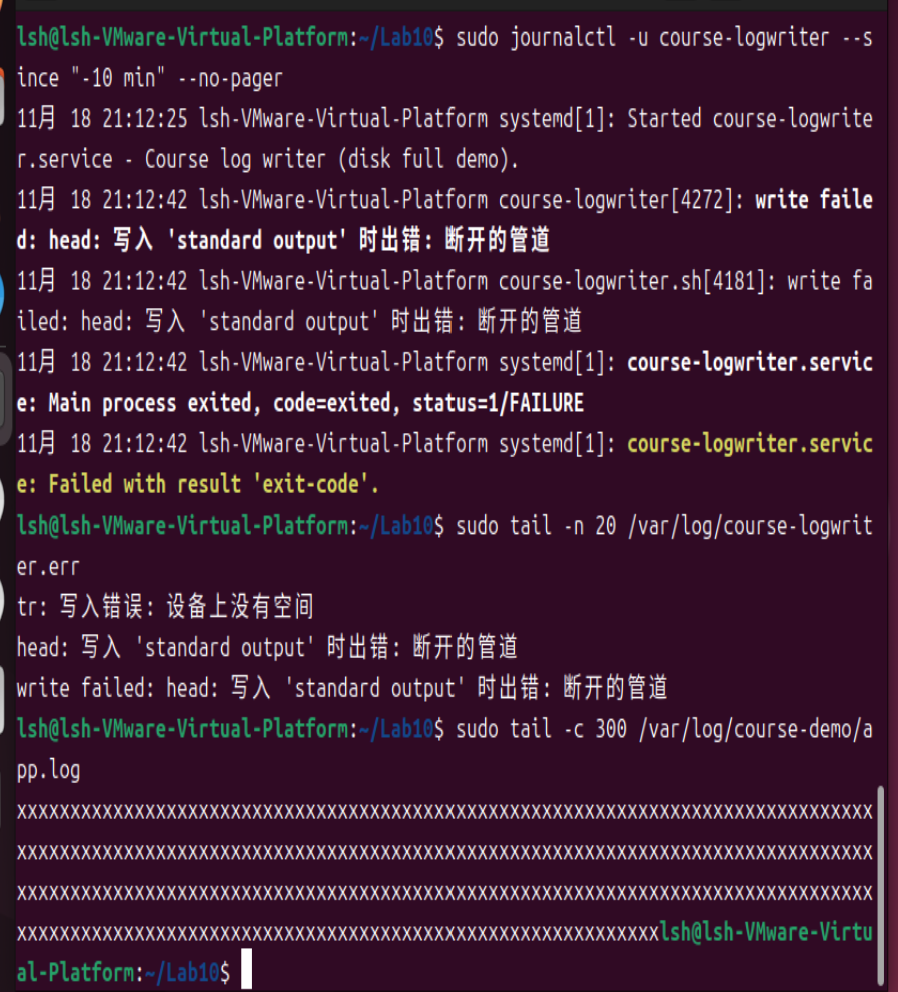 lsh@lsh-VMware-Virtual-Platform:~/Lab10$ sudo journalctl -u course-logwriter --s
ince "-10 min" --no-pager
11月 18 21:12:25 lsh-VMware-Virtual-Platform systemd[1]: Started course-logwrite
r.service - Course log writer (disk full demo).
11月 18 21:12:42 lsh-VMware-Virtual-Platform course-logwriter[4272]: write faile
d: head: 写入 'standard output' 时出错: 断开的管道
11月 18 21:12:42 lsh-VMware-Virtual-Platform course-logwriter.sh[4181]: write fa
iled: head: 写入 'standard output' 时出错: 断开的管道
11月 18 21:12:42 lsh-VMware-Virtual-Platform systemd[1]: course-logwriter.servic
e: Main process exited, code=exited, status=1/FAILURE
11月 18 21:12:42 lsh-VMware-Virtual-Platform systemd[1]: course-logwriter.servic
e: Failed with result 'exit-code'.
lsh@lsh-VMware-Virtual-Platform:~/Lab10$ sudo tail -n 20 /var/log/course-logwrit
er.err
tr: 写入错误: 设备上没有空间
head: 写入 'standard output' 时出错: 断开的管道
write failed: head: 写入 'standard output' 时出错: 断开的管道
lsh@lsh-VMware-Virtual-Platform:~/Lab10$ sudo tail -c 300 /var/log/course-demo/a
pp.log
xxxxxxxxxxxxxxxxxxxxxxxxxxxxxxxxxxxxxxxxxxxxxxxxxxxxxxxxxxxxxxxxxxxxxxxxxxxxxxxx
xxxxxxxxxxxxxxxxxxxxxxxxxxxxxxxxxxxxxxxxxxxxxxxxxxxxxxxxxxxxxxxxxxxxxxxxxxxxxxxx
xxxxxxxxxxxxxxxxxxxxxxxxxxxxxxxxxxxxxxxxxxxxxxxxxxxxxxxxxxxxxxxxxxxxxxxxxxxxxxxx
xxxxxxxxxxxxxxxxxxxxxxxxxxxxxxxxxxxxxxxxxxxxxxxxxxxxxxxxxxxxlsh@lsh-VMware-Virtu
al-Platform:~/Lab10$